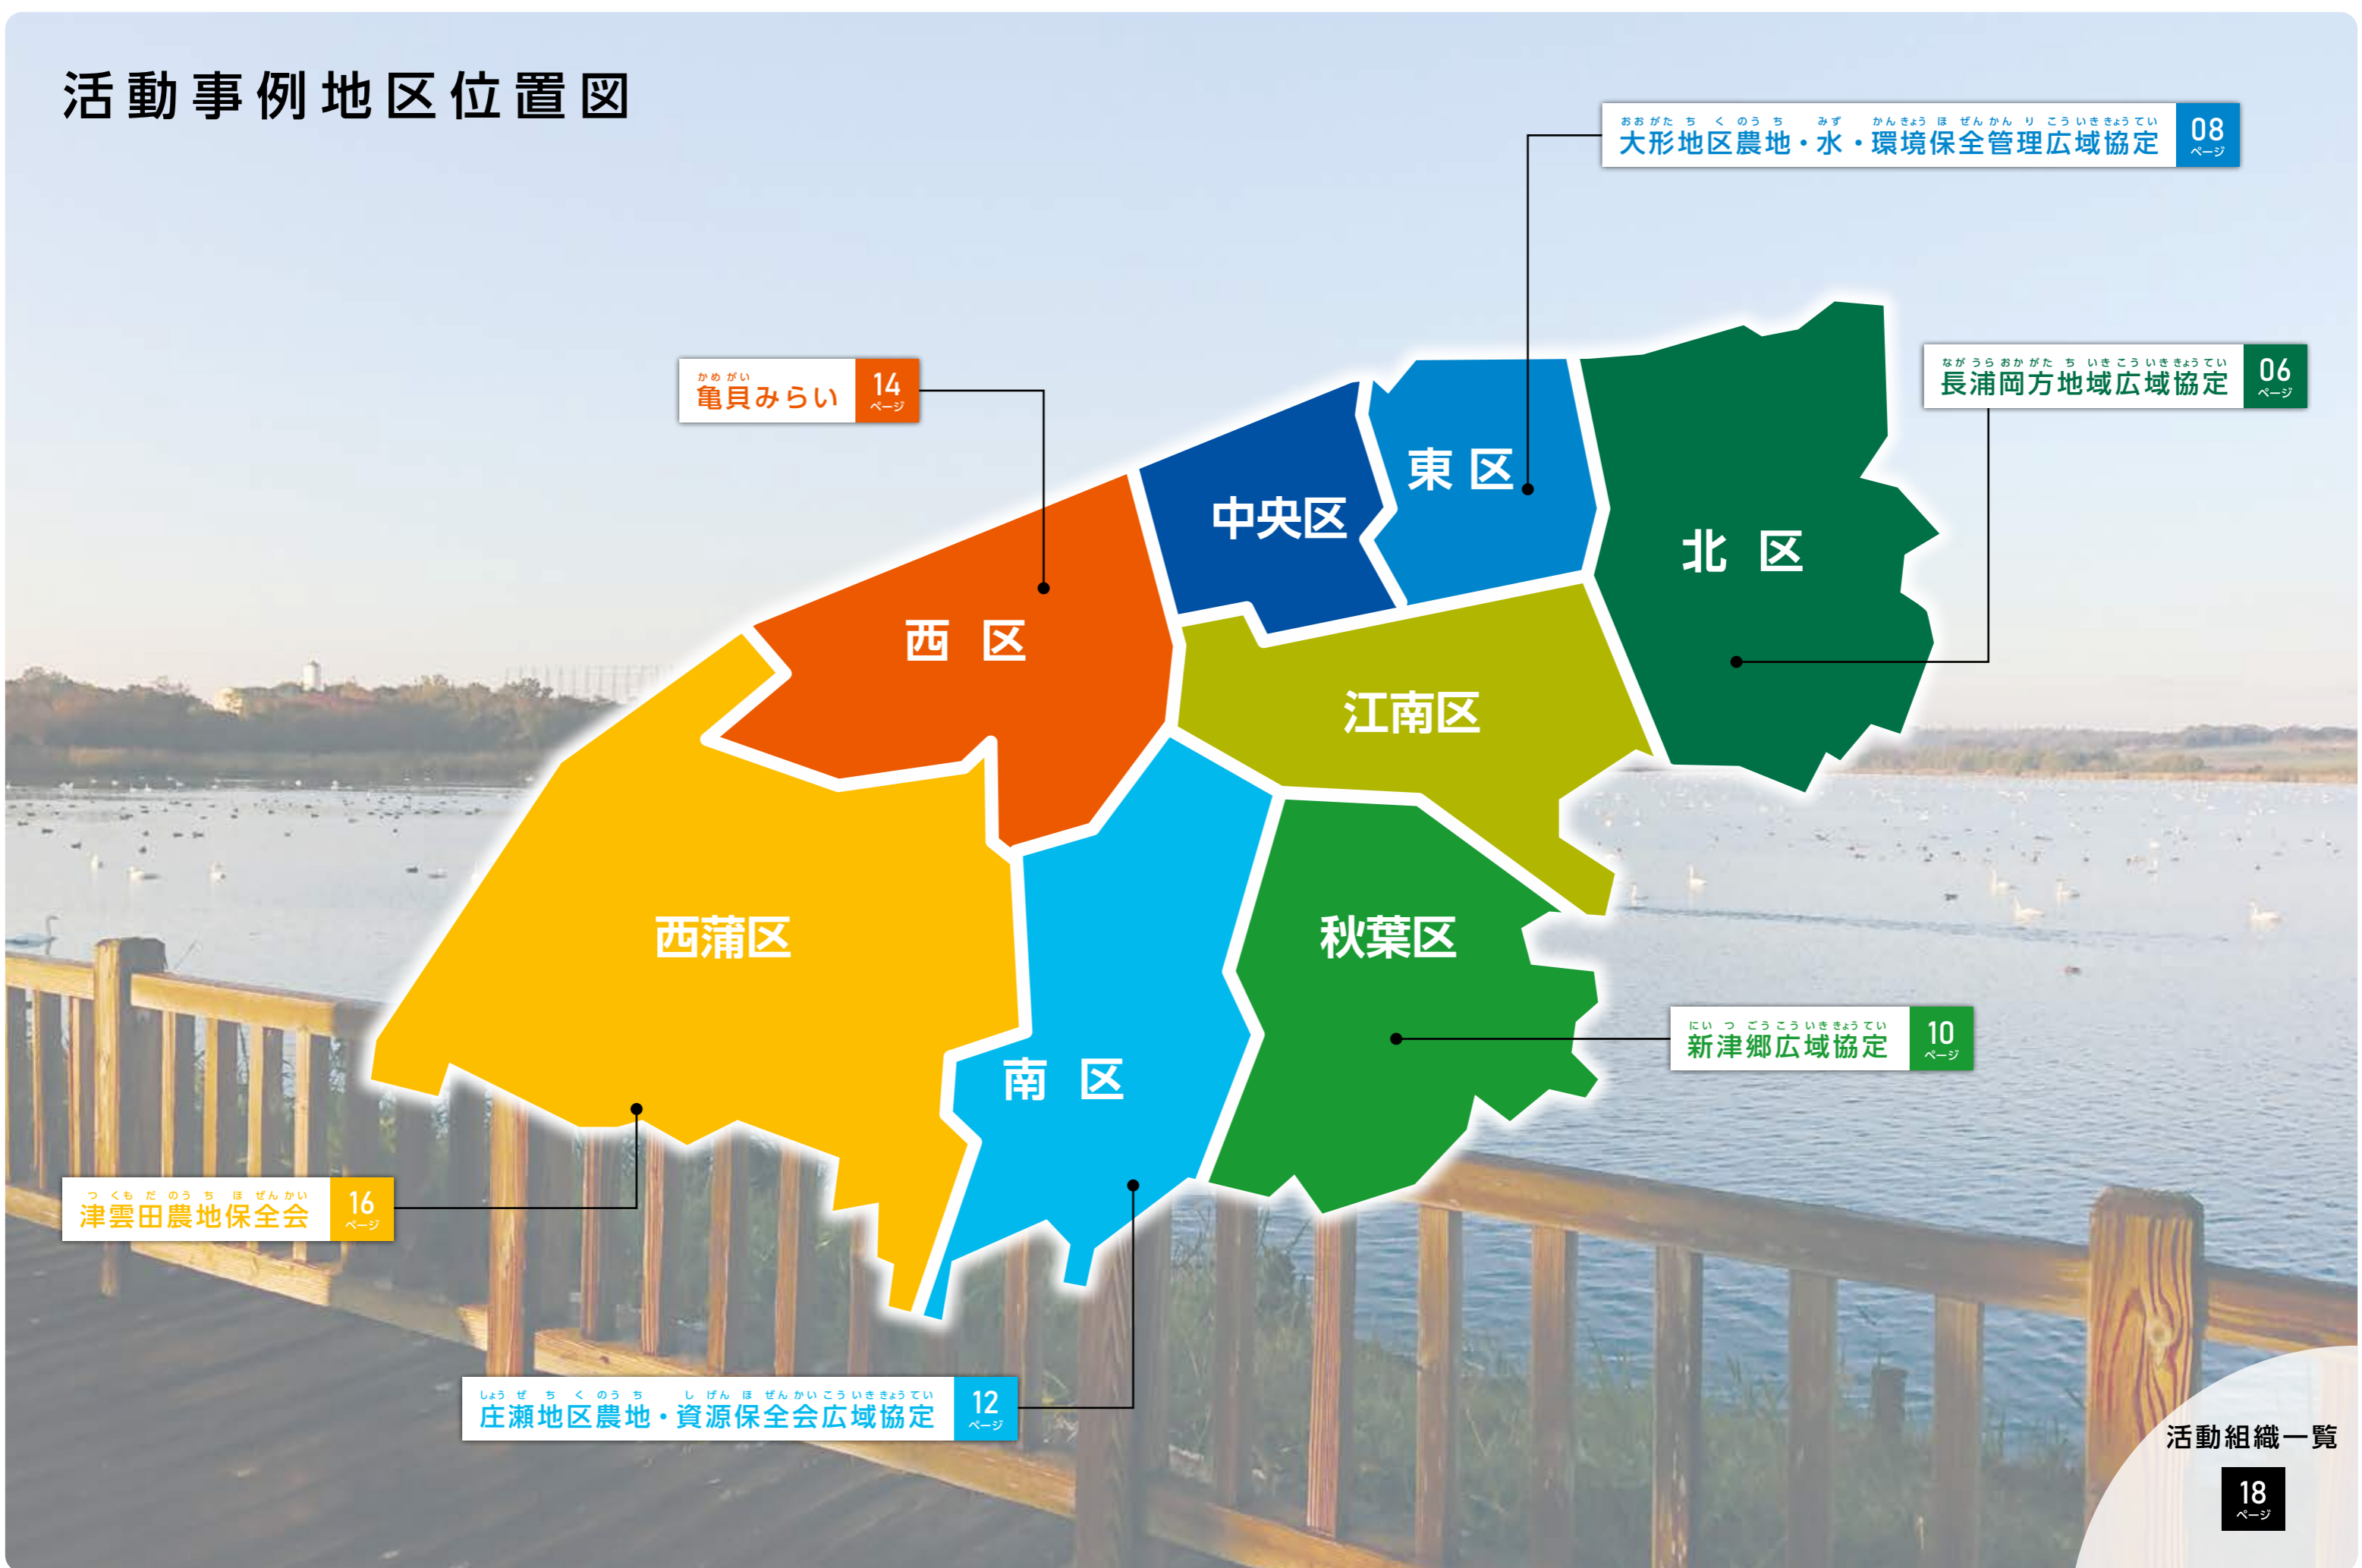 活動事例地区位置図
おおがたちくのうち みず かんきょうほぜんかんりこういききょうてい
大形地区農地・水・環境保全管理広域協定
08
ページ
ながうらおかがたちいきこういききょうてい
長浦岡方地域広域協定
06
ページ
かめがい
亀貝みらい
14
ページ
東区
中央区
北区
西区
江南区
西蒲区
秋葉区
南区
にいつごうこういききょうてい
新津郷広域協定
10
ページ
つくもだのうちほぜんかい
津雲田農地保全会
16
ページ
しょうぜちくのうち しげんほぜんかいこういききょうてい
庄瀬地区農地・資源保全会広域協定
12
ページ
活動組織一覧
18
ページ